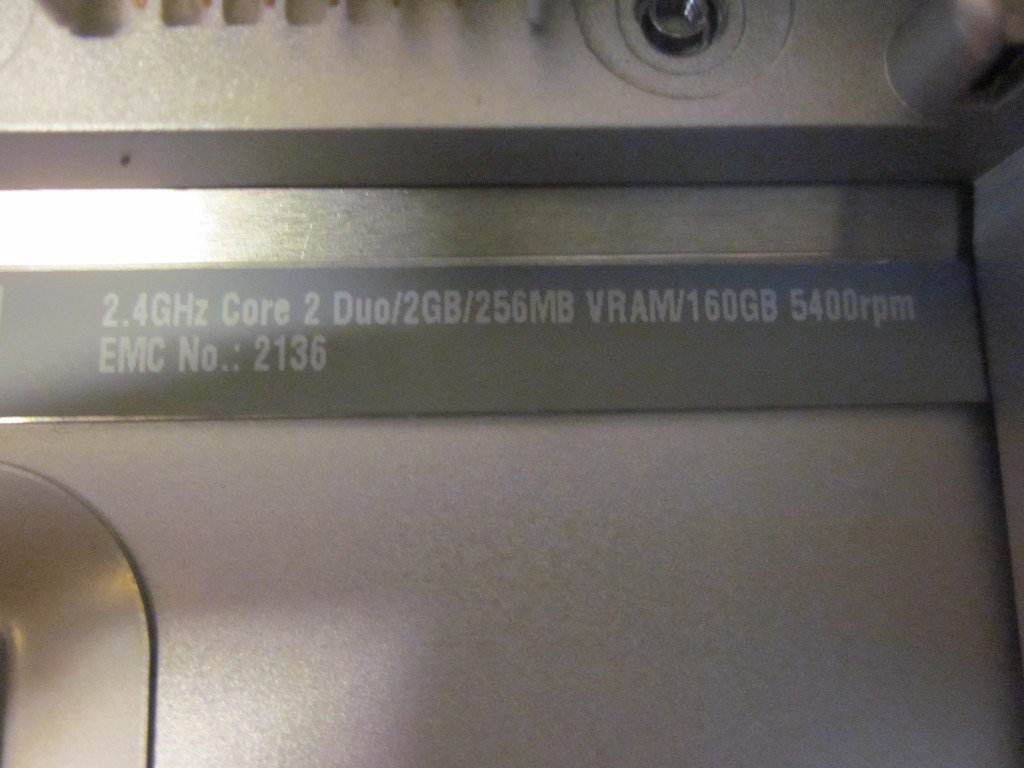 2.4GHz Core 2 Duo/2GB/256MB VRAM/160GB 5400rpm
EMC No.: 2136